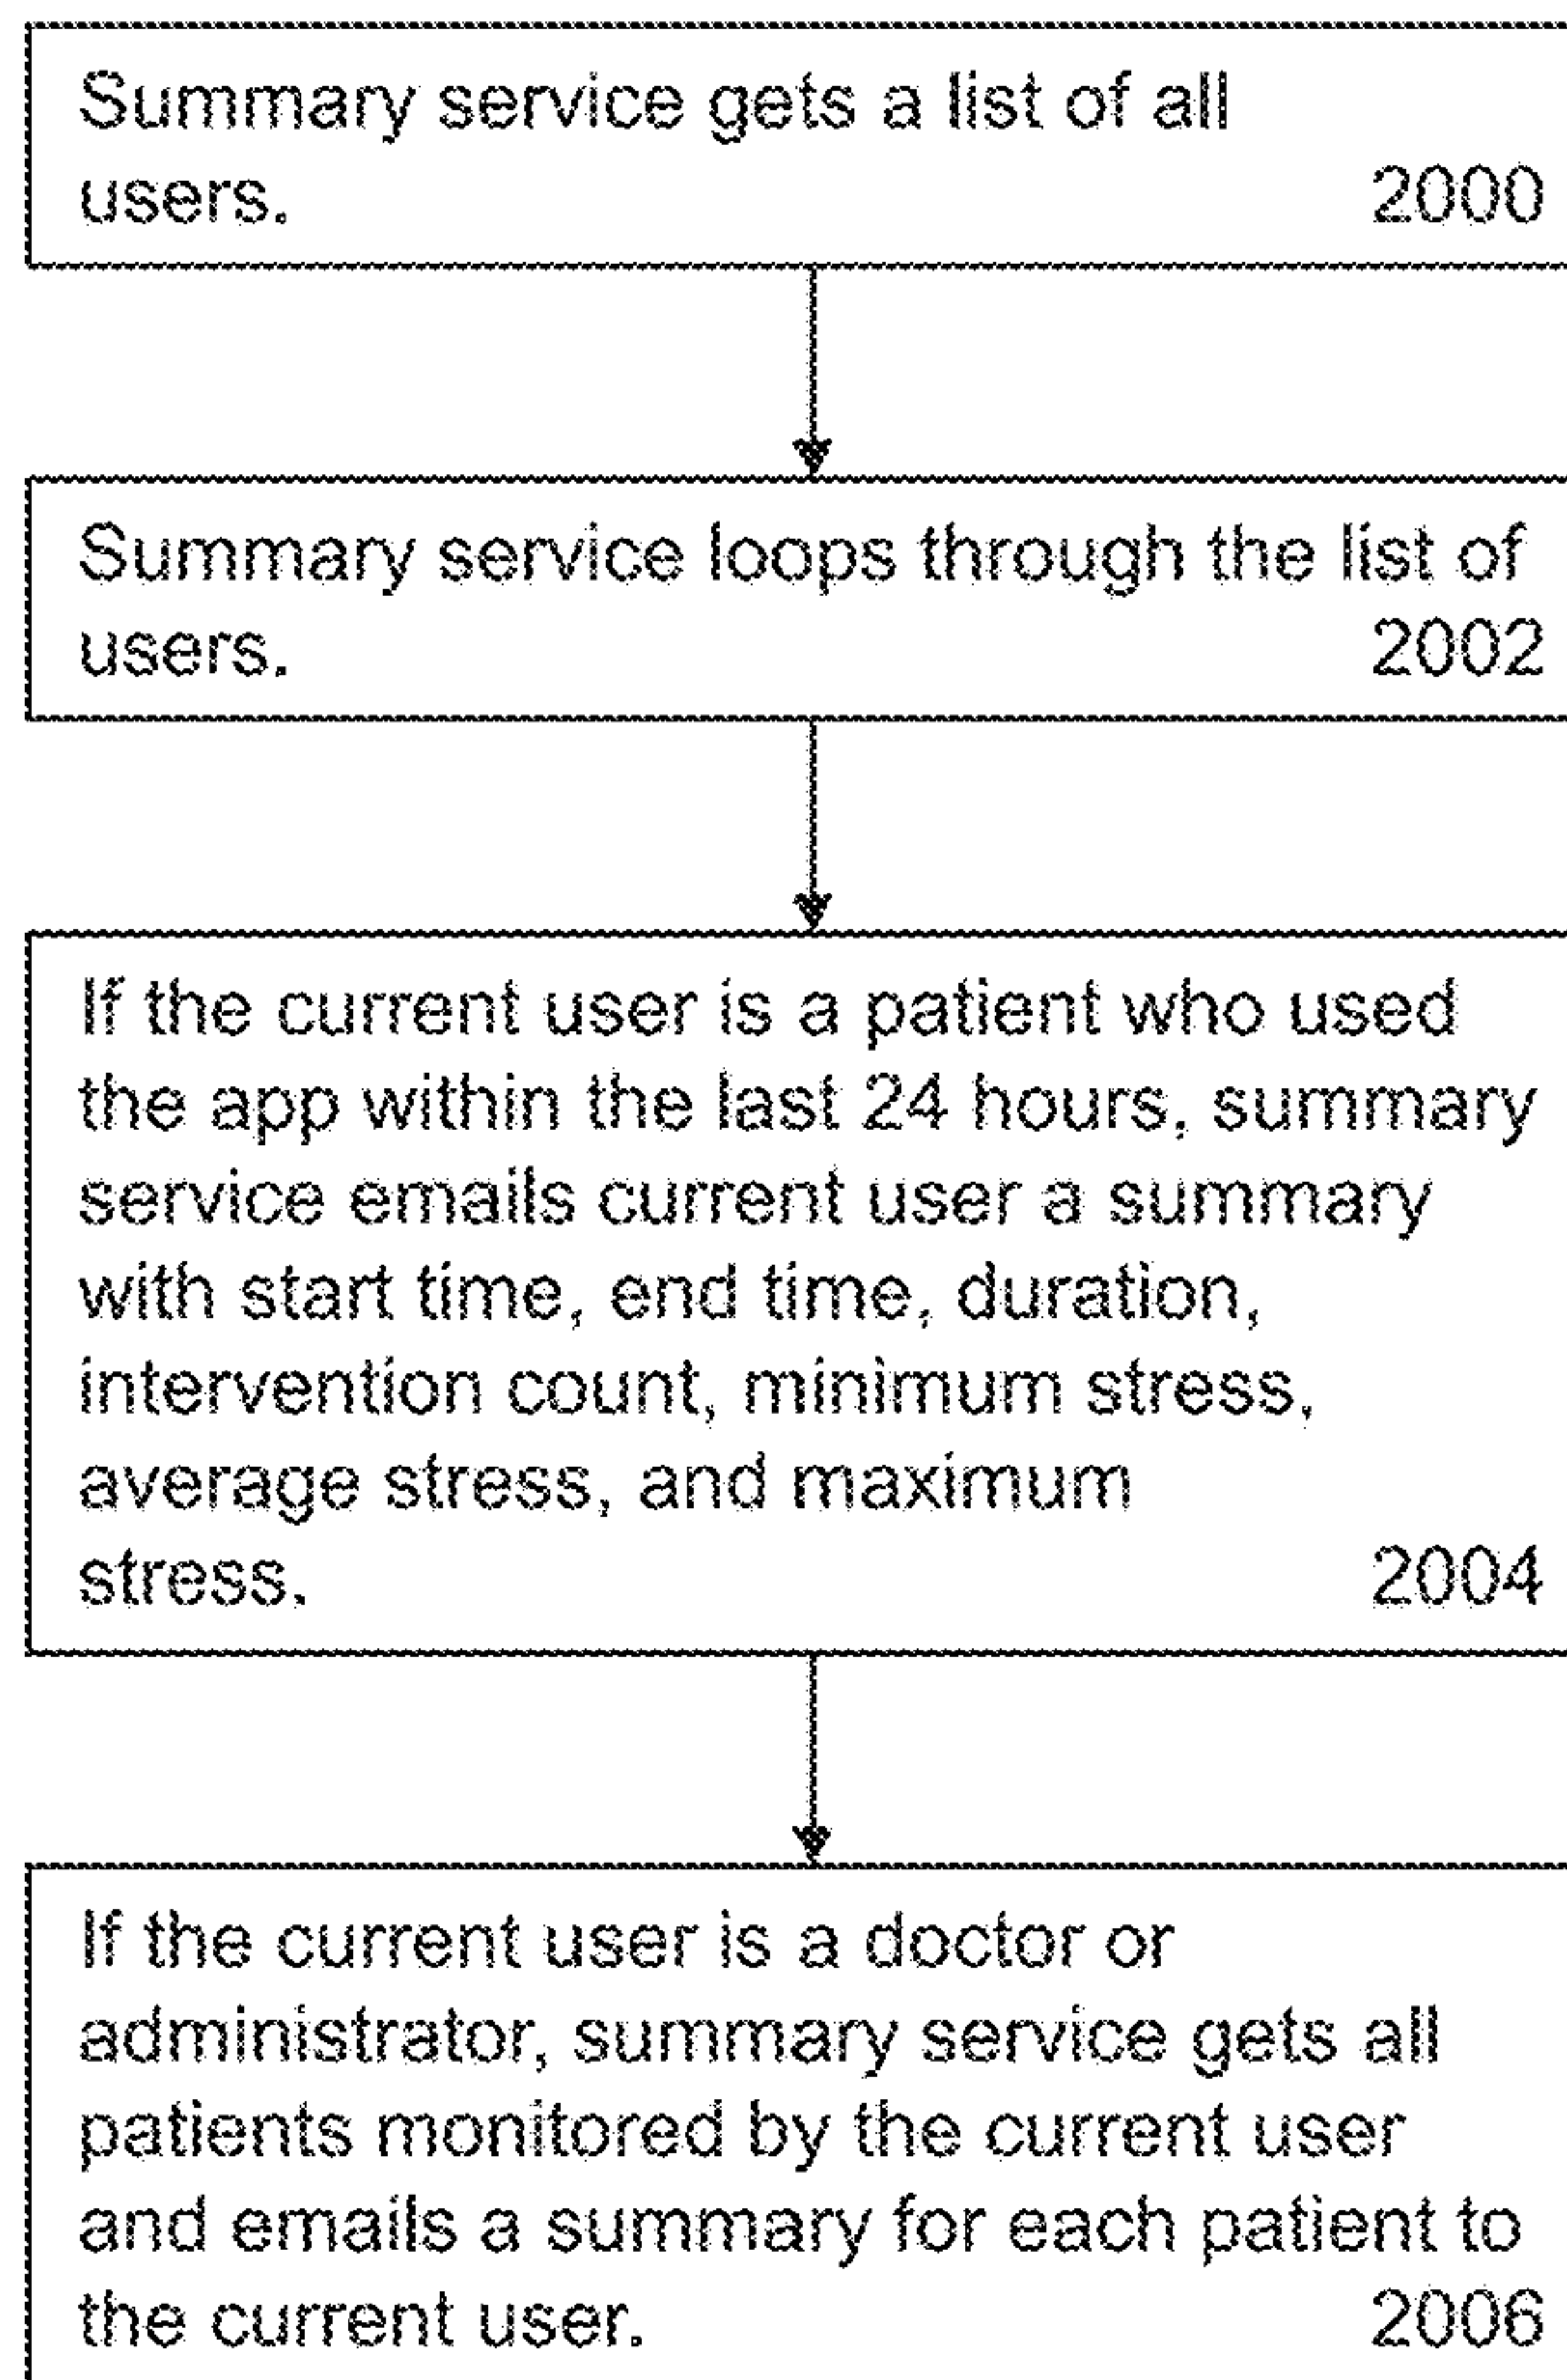 Summary service gets a list of all
users. 2000
Summary service loops through the list of
users. 2002
If the current user is a patient who used
the app within the last 24 hours, summary
service emails current user a summary
with start time, end time, duration,
intervention count, minimum stress,
average stress, and maximum
stress. 2004
If the current user is a doctor or
administrator, summary service gets all
patients monitored by the current user
and emails a summary for each patient to
the current user. 2006